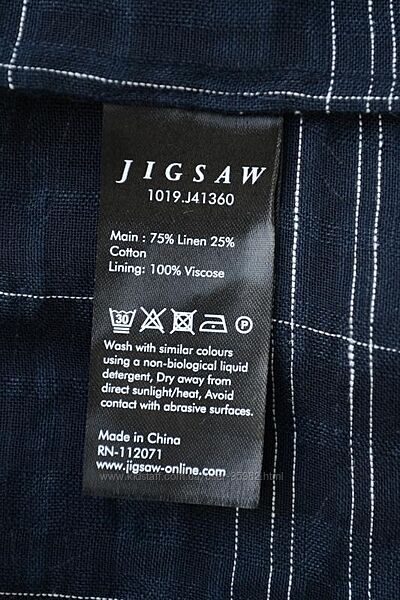 JIGSAW
1019.J41360
Main : 75% Linen 25%
Cotton
Lining: 100% Viscose
30 P
Wash with similar colours
using a non-biological liquid
detergent, Dry away from
direct sunlight/heat, Avoid
contact with abrasive surfaces.
Made in China
RN-112071
www.jigsaw-online.com